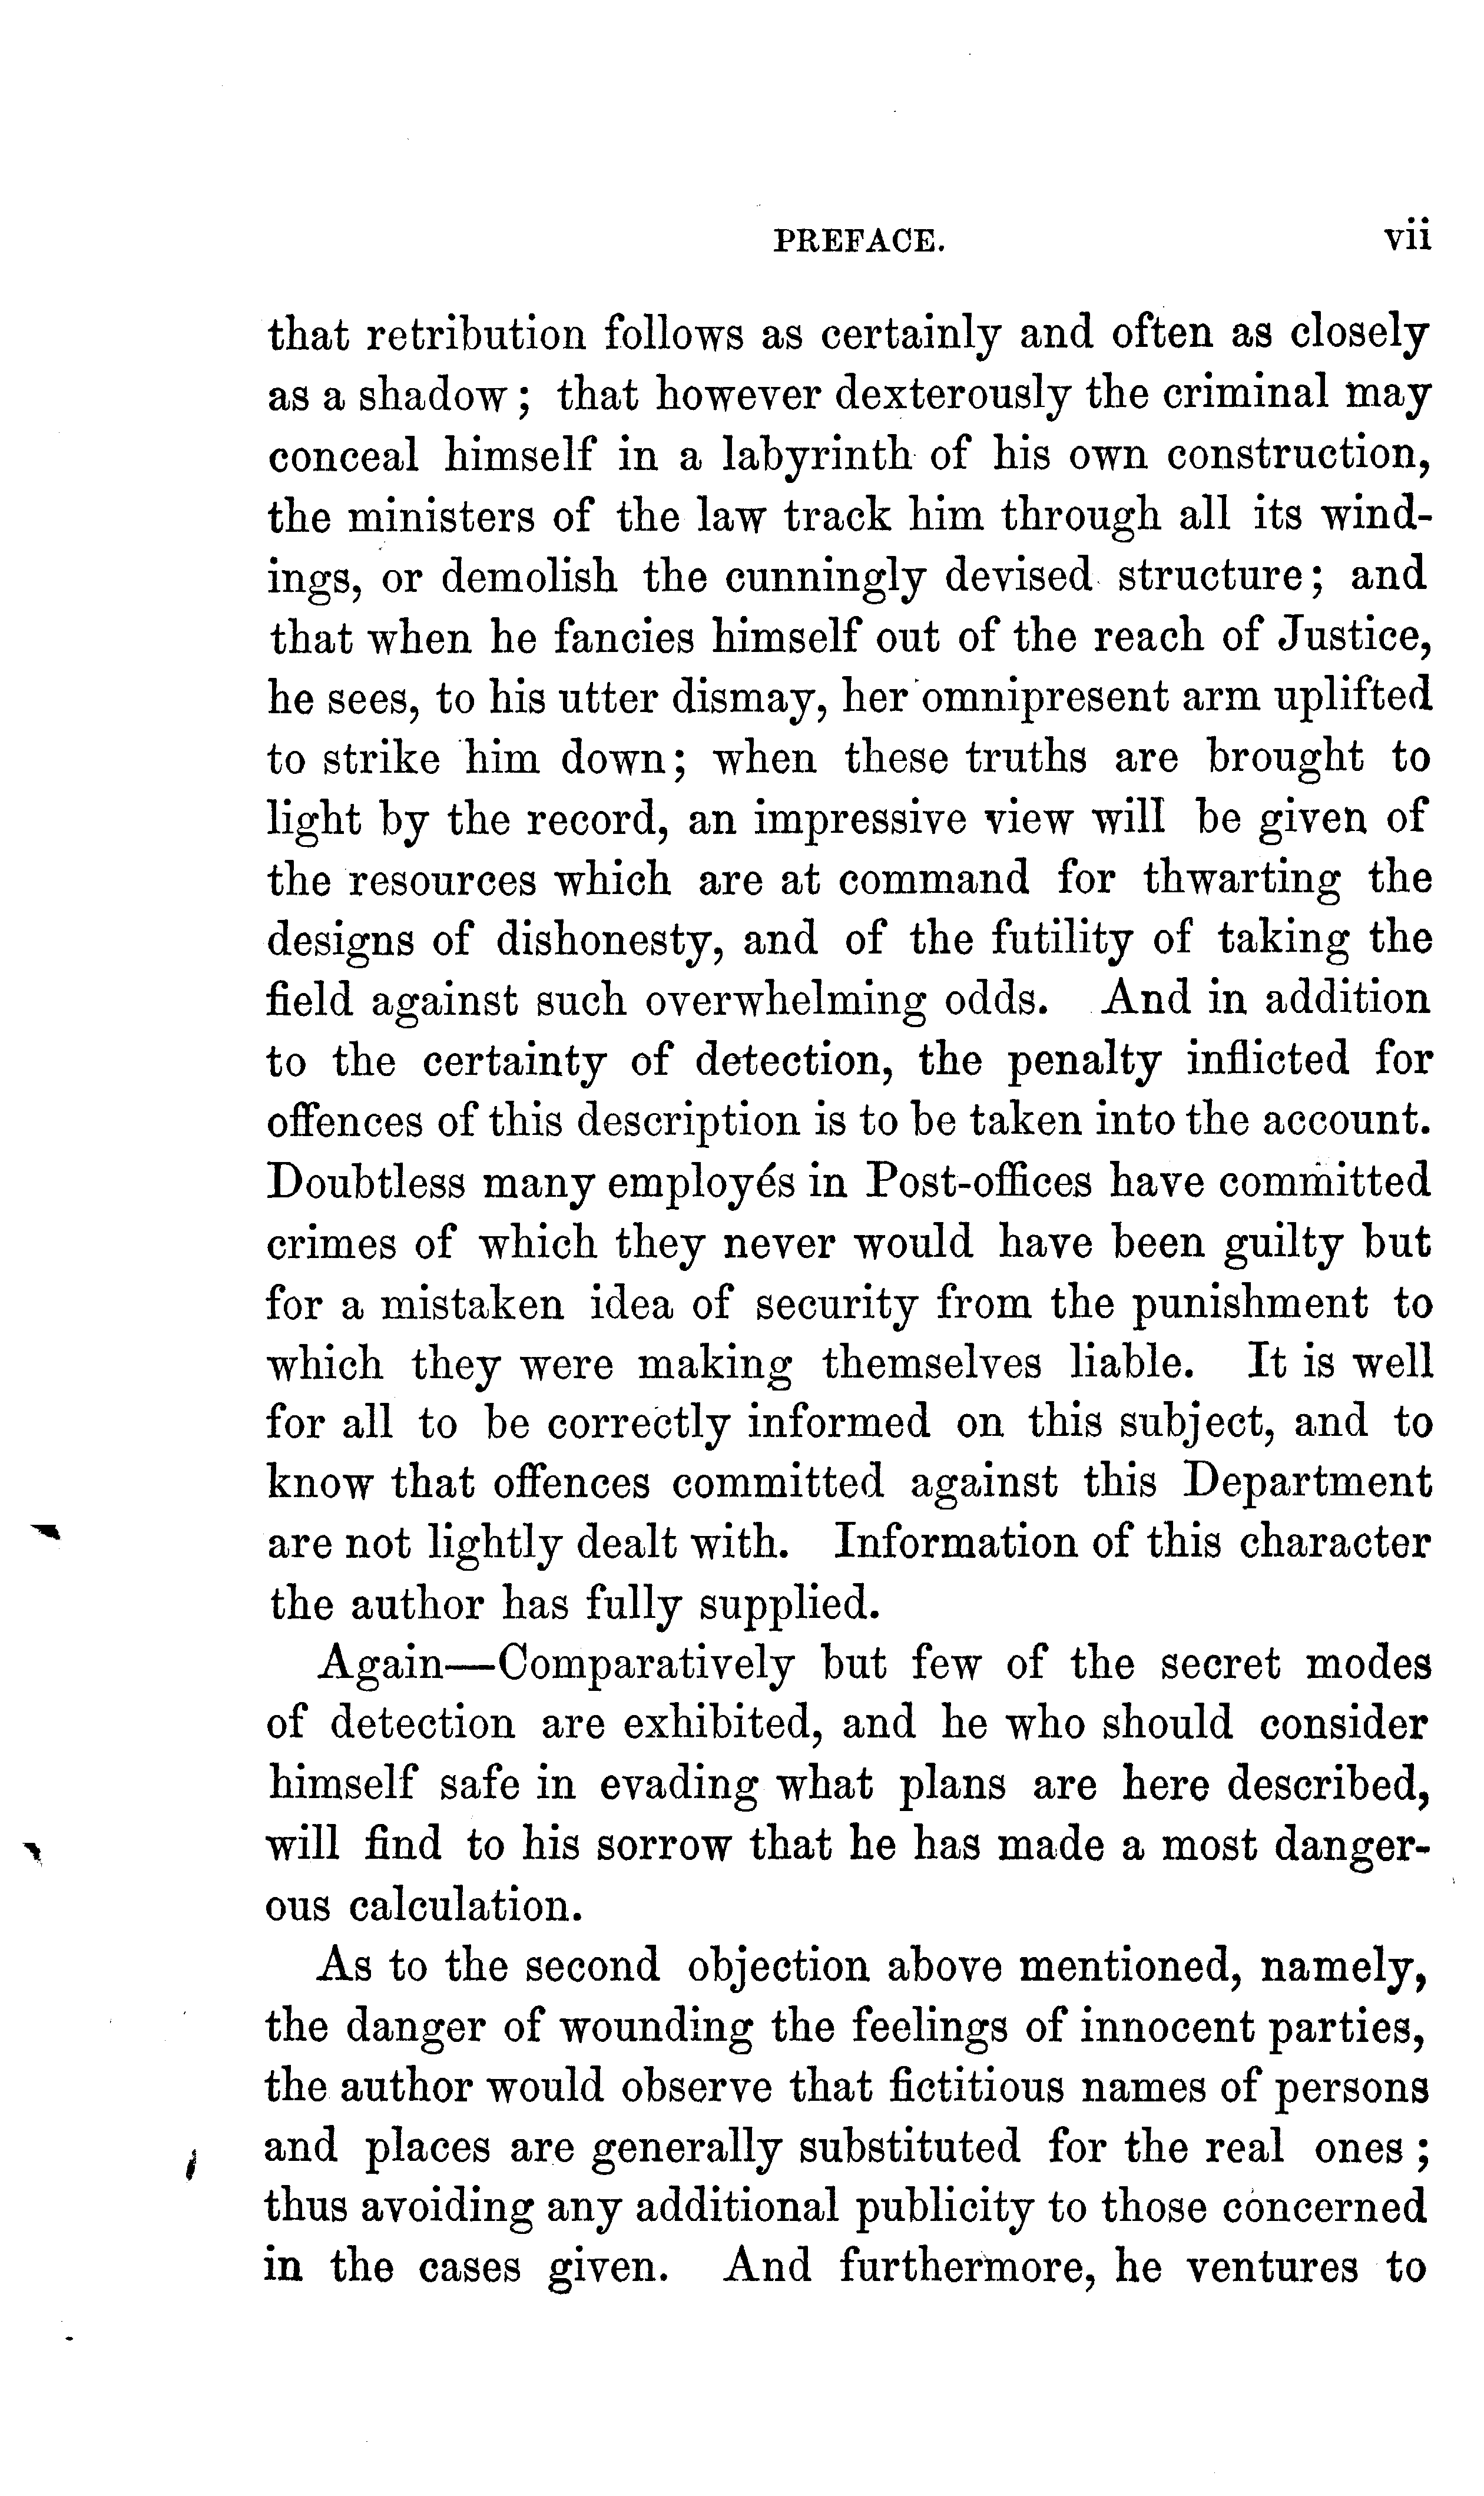 PREFACE. vii
that retribution follows as certainly and often as closely
as a shadow; that however dexterously the criminal may
conceal himself in a labyrinth of his own construction,
the ministers of the law track him through all its wind-
ings, or demolish the cunningly devised structure; and
that when he fancies himself out of the reach of Justice,
he sees, to his utter dismay, her omnipresent arm uplifted
to strike him down; when these truths are brought to
light by the record, an impressive view will be given of
the resources which are at command for thwarting the
designs of dishonesty, and of the futility of taking the
field against such overwhelming odds. And in addition
to the certainty of detection, the penalty inflicted for
offences of this description is to be taken into the account.
Doubtless many employés in Post-offices have committed
crimes of which they never would have been guilty but
for a mistaken idea of security from the punishment to
which they were making themselves liable. It is well
for all to be correctly informed on this subject, and to
know that offences committed against this Department
are not lightly dealt with. Information of this character
the author has fully supplied.
Again—Comparatively but few of the secret modes
of detection are exhibited, and he who should consider
himself safe in evading what plans are here described,
will find to his sorrow that he has made a most danger-
ous calculation.
As to the second objection above mentioned, namely,
the danger of wounding the feelings of innocent parties,
the author would observe that fictitious names of persons
and places are generally substituted for the real ones;
thus avoiding any additional publicity to those concerned
in the cases given. And furthermore, he ventures to